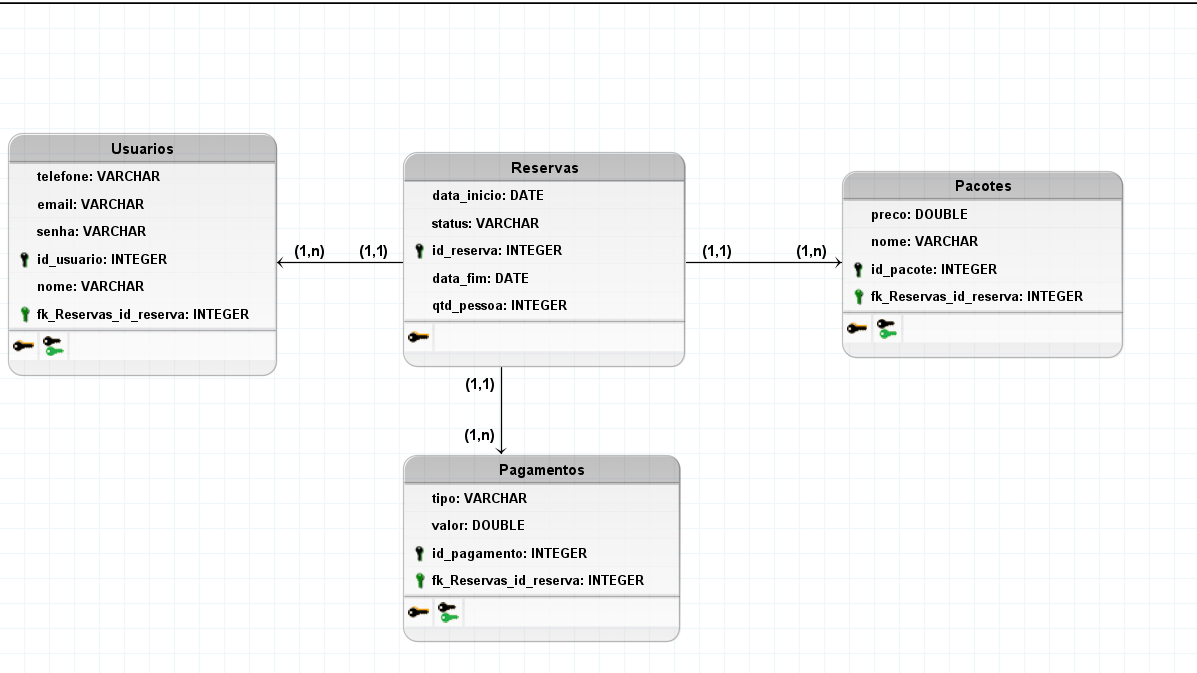 Usuarios
telefone: VARCHAR
email: VARCHAR
senha: VARCHAR
id_usuario: INTEGER
nome: VARCHAR
fk_Reservas_id_reserva: INTEGER
(1,n)
(1,1)
Reservas
data_inicio: DATE
status: VARCHAR
id_reserva: INTEGER
data_fim: DATE
qtd_pessoa: INTEGER
(1,1)
(1,n)
Pacotes
preco: DOUBLE
nome: VARCHAR
id_pacote: INTEGER
fk_Reservas_id_reserva: INTEGER
(1,1)
(1,n)
Pagamentos
tipo: VARCHAR
valor: DOUBLE
id_pagamento: INTEGER
fk_Reservas_id_reserva: INTEGER